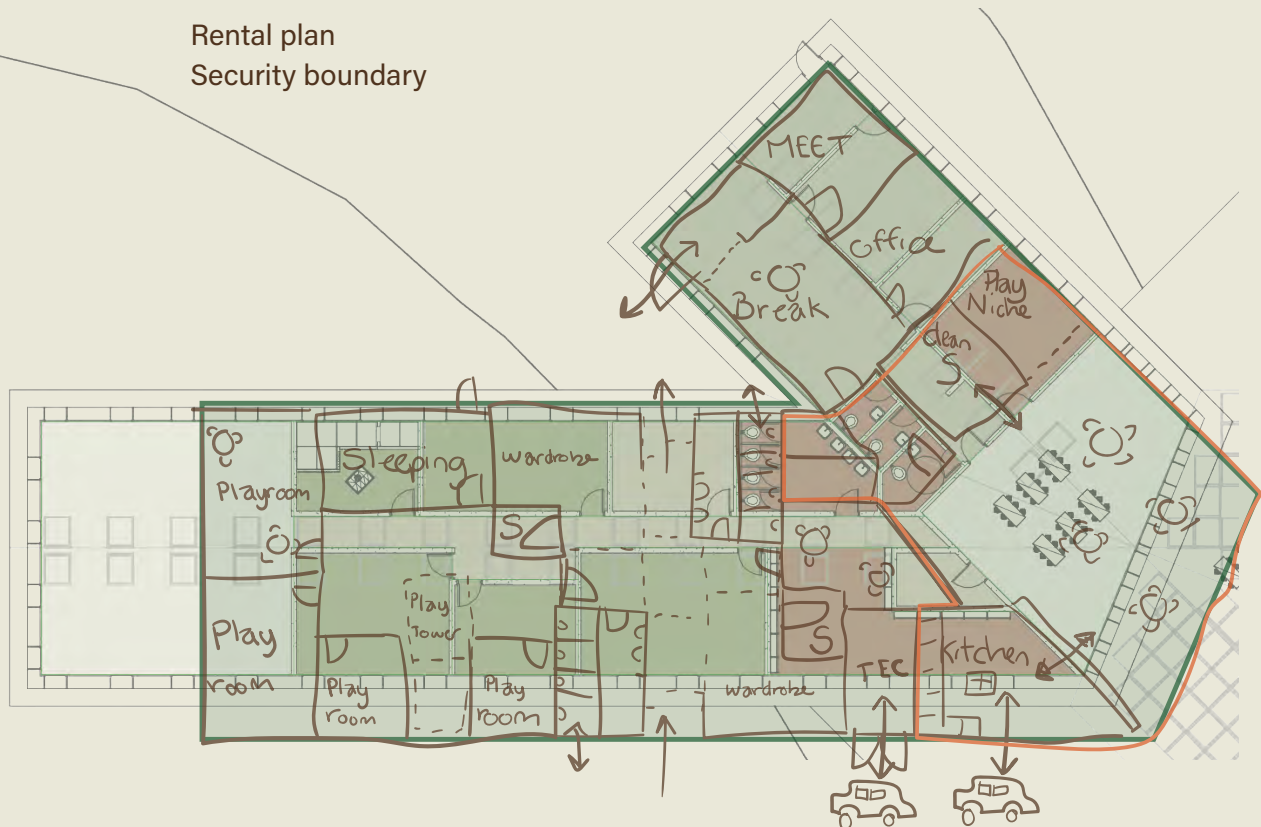 Rental plan
Security boundary
MEET
Office
Break
Play
Niche
clean
S
Sleeping
wardrobe
Playroom
S
Play
Tower
Play
room
Play
room
Play
room
wardrobe
S
TEC
Kitchen